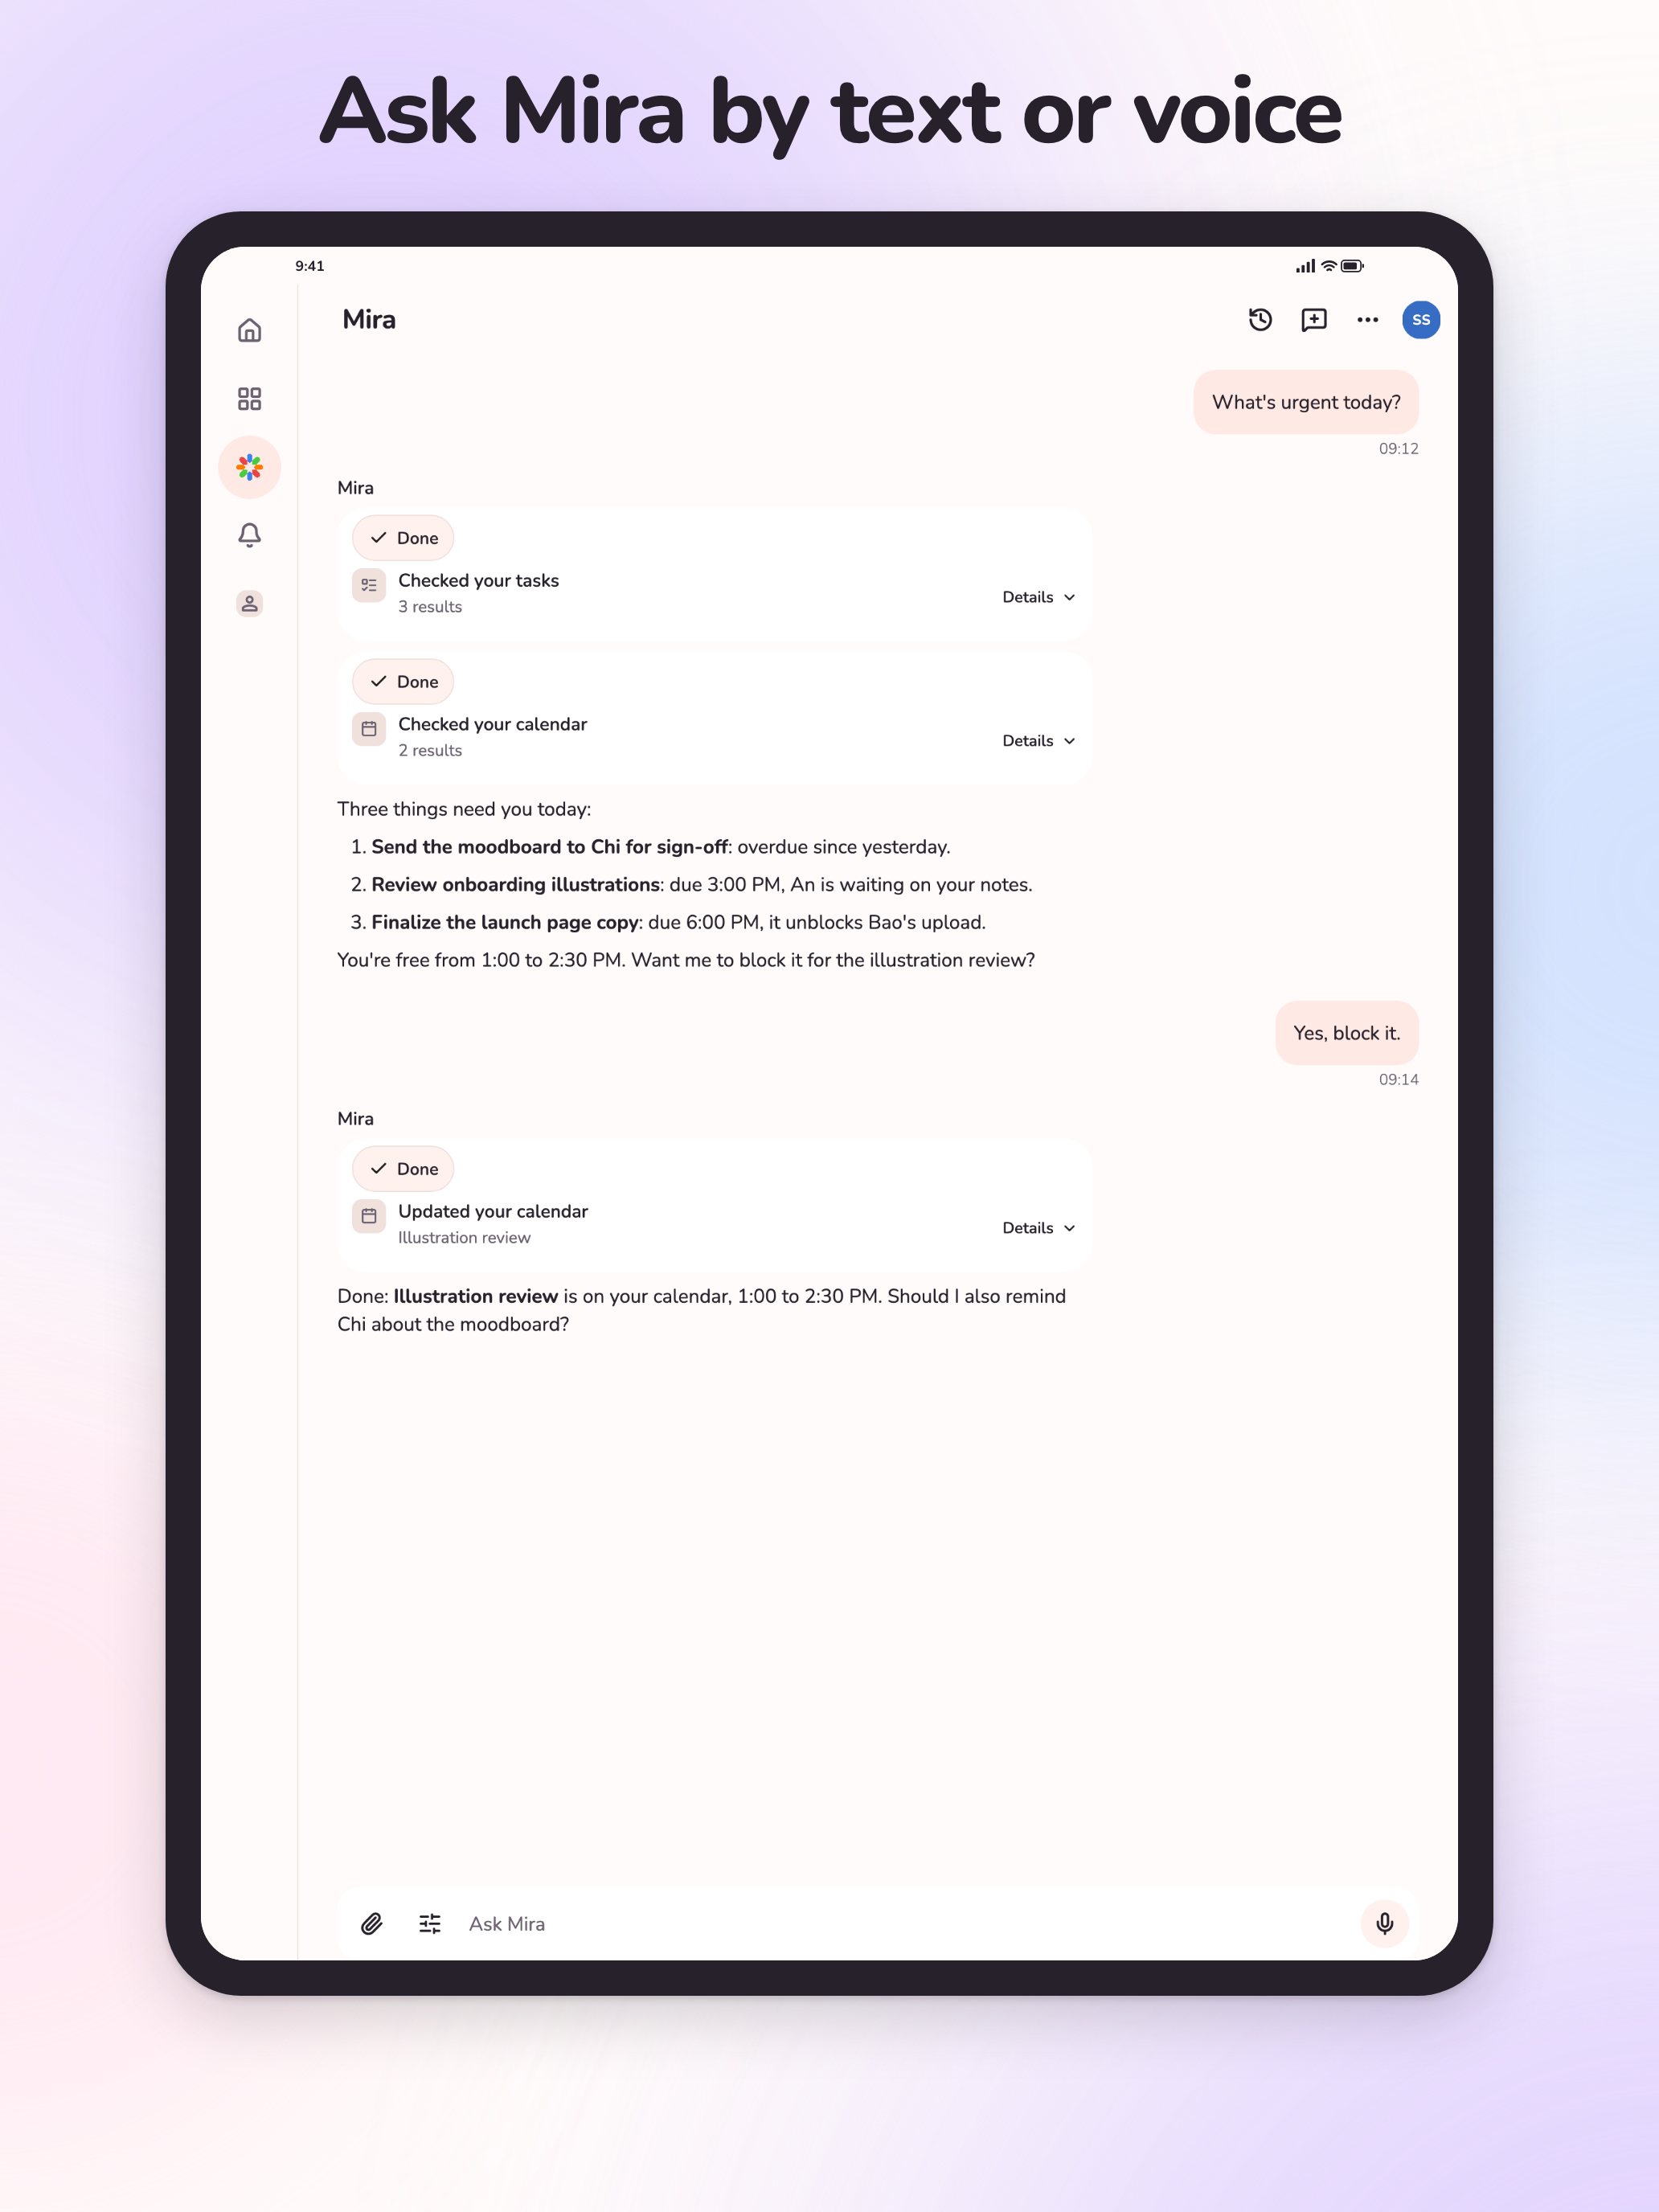 Ask Mira by text or voice
9:41
Mira
SS
What's urgent today?
09:12
Mira
Done
Checked your tasks
3 results
Details
Done
Checked your calendar
2 results
Details
Three things need you today:
1. Send the moodboard to Chi for sign-off: overdue since yesterday.
2. Review onboarding illustrations: due 3:00 PM, An is waiting on your notes.
3. Finalize the launch page copy: due 6:00 PM, it unblocks Bao's upload.
You're free from 1:00 to 2:30 PM. Want me to block it for the illustration review?
Yes, block it.
09:14
Mira
Done
Updated your calendar
Illustration review
Details
Done: Illustration review is on your calendar, 1:00 to 2:30 PM. Should I also remind
Chi about the moodboard?
Ask Mira